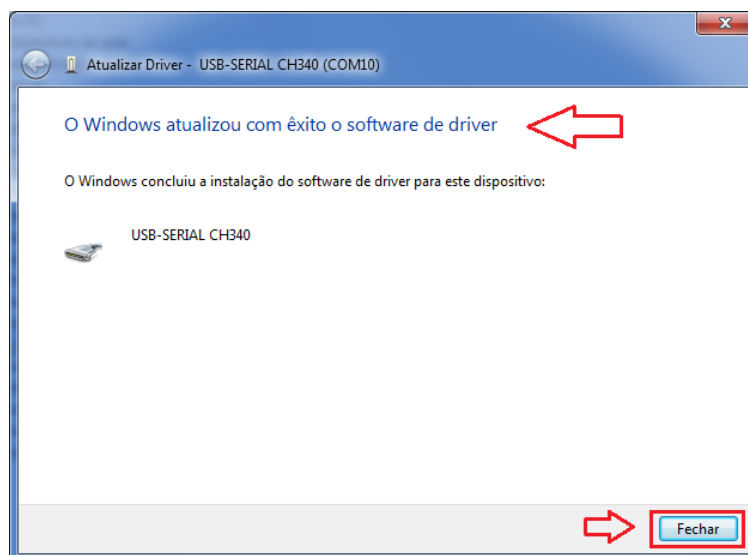 Atualizar Driver - USB-SERIAL CH340 (COM10)
O Windows atualizou com êxito o software de driver
O Windows concluiu a instalação do software de driver para este dispositivo:
USB-SERIAL CH340
Fechar